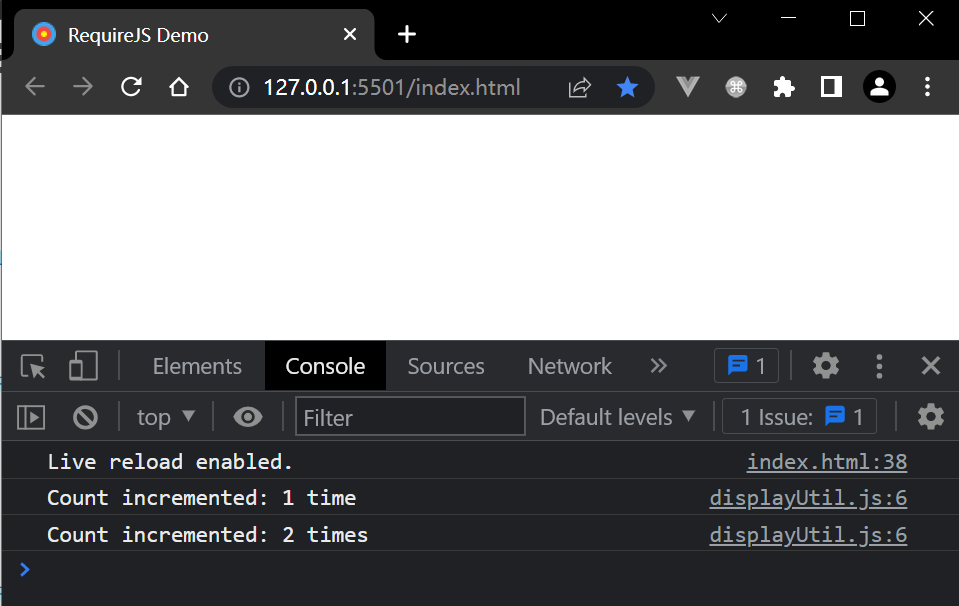 RequireJS Demo
127.0.0.1:5501/index.html
Elements Console Sources Network 1
top Filter Default levels 1 Issue: 1
Live reload enabled. index.html:38
Count incremented: 1 time displayUtil.js:6
Count incremented: 2 times displayUtil.js:6